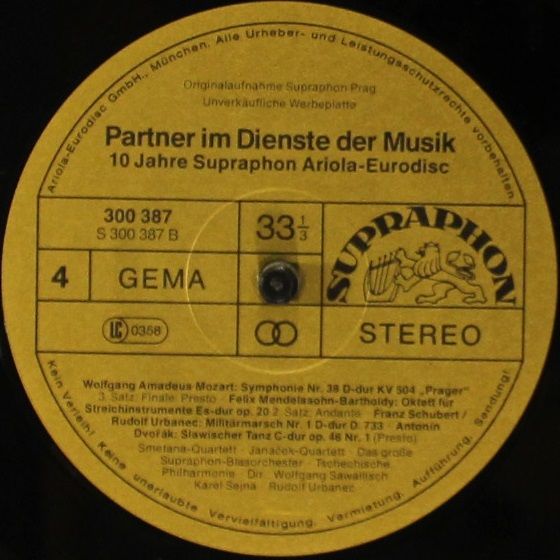 Ariola-Eurodisc GmbH., München. Alle Urheber- und Leistungsschutzrechte vorbehalten
Originalaufnahme Supraphon Prag
Unverkäufliche Werbeplatte
Partner im Dienste der Musik
10 Jahre Supraphon Ariola-Eurodisc
300 387
S 300 387 B
33 1/3
SUPRAPHON
4
GEMA
LC 0358
STEREO
Wolfgang Amadeus Mozart: Symphonie Nr. 38 D-dur KV 504 „Prager“
3. Satz: Finale: Presto · Felix Mendelssohn-Bartholdy: Oktett für
Streichinstrumente Es-dur op. 20 2. Satz: Andante · Franz Schubert /
Rudolf Urbanec: Militärmarsch Nr. 1 D-dur D. 733 · Antonin
Dvořák: Slawischer Tanz C-dur op. 46 Nr. 1 (Presto)
Smetana-Quartett · Janáček-Quartett · Das große
Supraphon-Blasorchester · Tschechische
Philharmonie · Dir. Wolfgang Sawallisch
Karel Sejna · Rudolf Urbanec
Kein Verleih! Keine unerlaubte Vervielfältigung, Vermietung, Aufführung, Sendung!